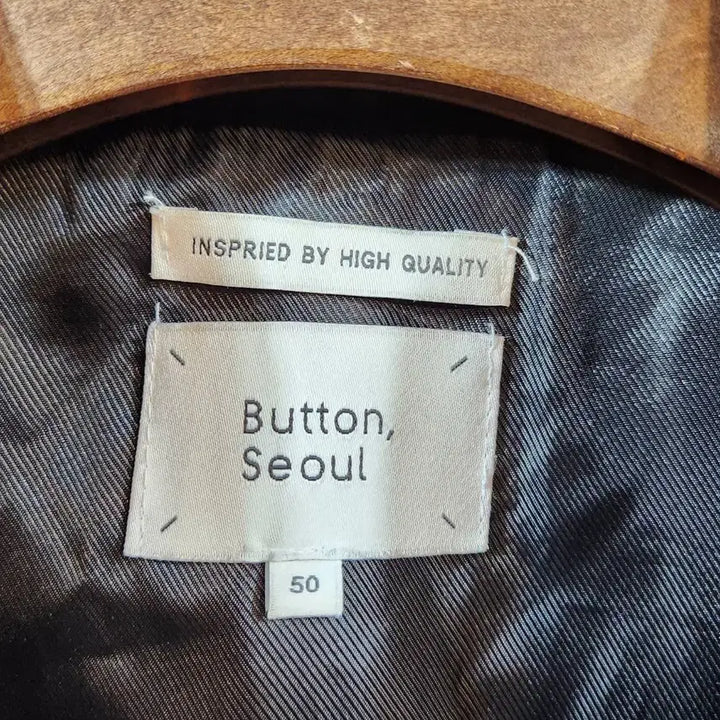 INSPRIED BY HIGH QUALITY
Button,
Seoul
50